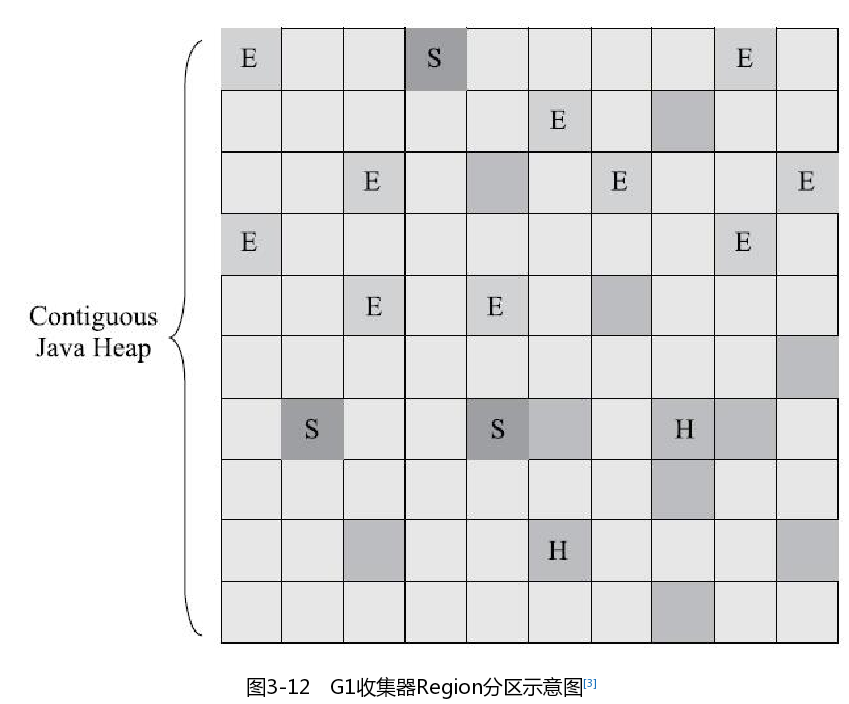 E S E
E
E E E
E E
E E
Contiguous
Java Heap
S S H
H
图3-12 G1收集器Region分区示意图[3]